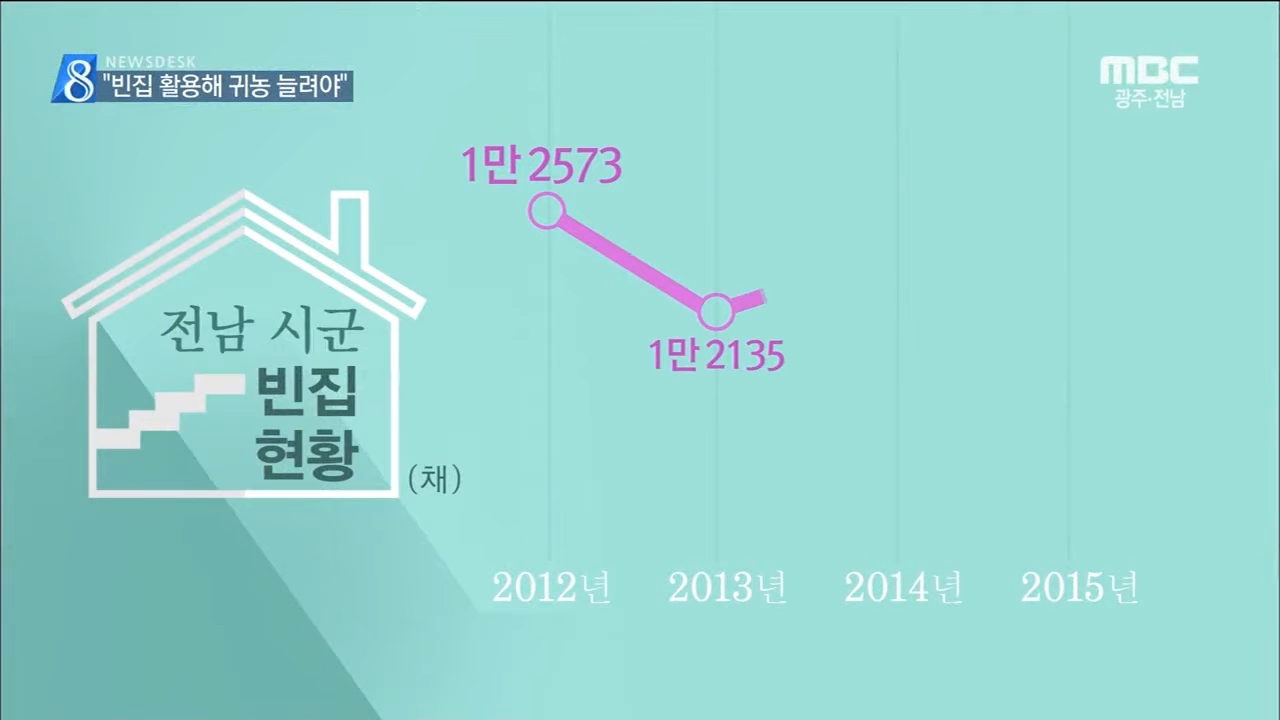 NEWSDESK
8 "빈집 활용해 귀농 늘려야"
MBC
광주·전남
1만 2573
1만 2135
전남 시군
빈집
현황
(채)
2012년 2013년 2014년 2015년